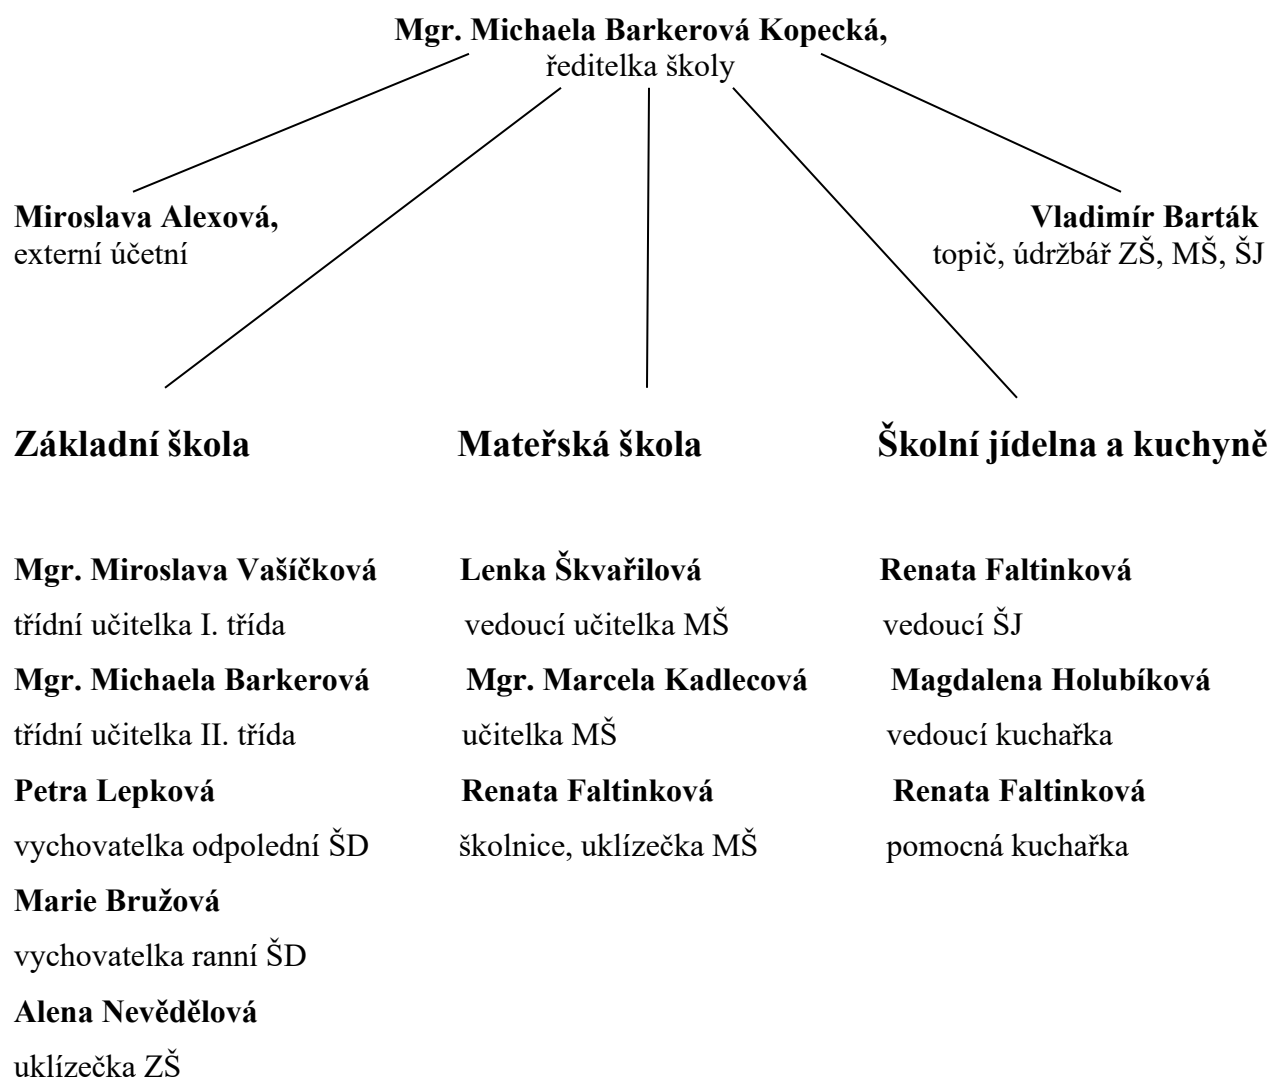 Mgr. Michaela Barkerová Kopecká,
ředitelka školy
Miroslava Alexová,
externí účetní
Vladimír Barták
topič, údržbář ZŠ, MŠ, ŠJ
Základní škola
Mateřská škola
Školní jídelna a kuchyně
Mgr. Miroslava Vašíčková
třídní učitelka I. třída
Mgr. Michaela Barkerová
třídní učitelka II. třída
Petra Lepková
vychovatelka odpolední ŠD
Marie Bružová
vychovatelka ranní ŠD
Alena Nevědělová
uklízečka ZŠ
Lenka Škvařilová
vedoucí učitelka MŠ
Mgr. Marcela Kadlecová
učitelka MŠ
Renata Faltinková
školnice, uklízečka MŠ
Renata Faltinková
vedoucí ŠJ
Magdalena Holubíková
vedoucí kuchařka
Renata Faltinková
pomocná kuchařka